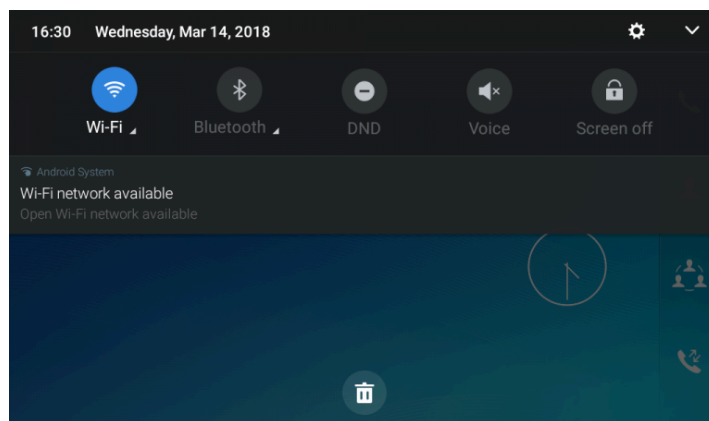 16:30 Wednesday, Mar 14, 2018
Wi-Fi Bluetooth DND Voice Screen off
Android System
Wi-Fi network available
Open Wi-Fi network available